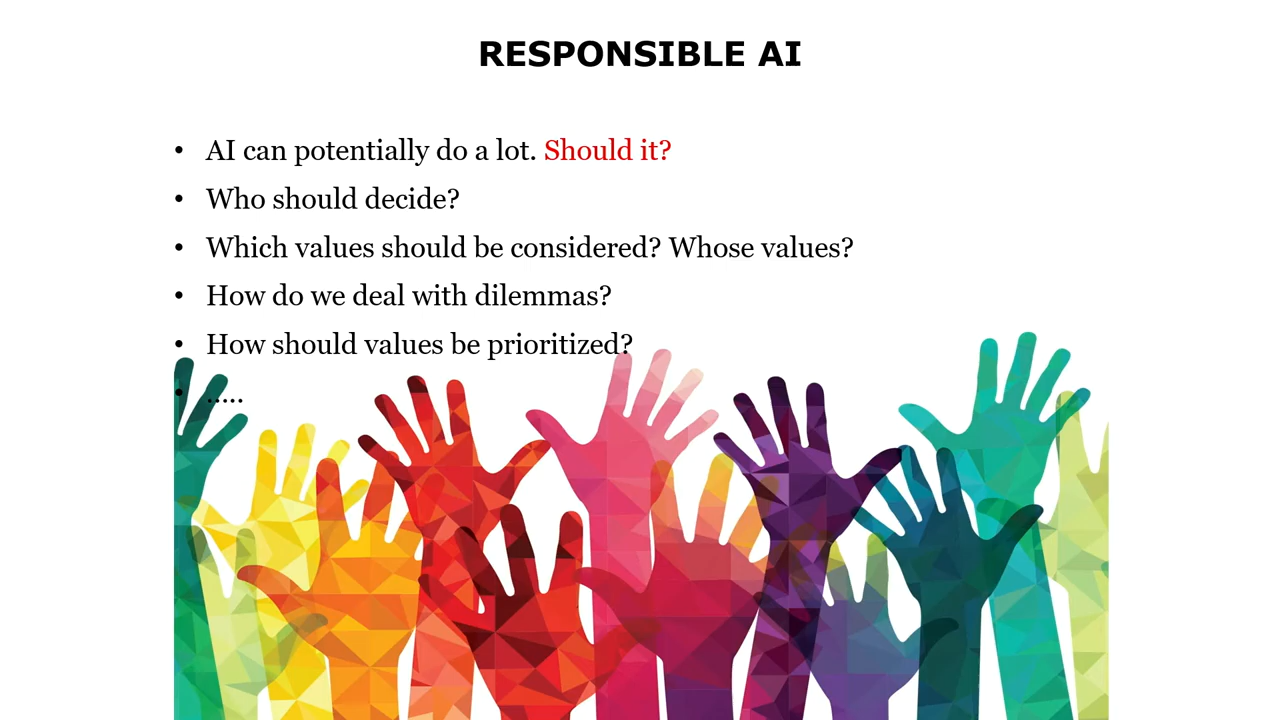 RESPONSIBLE AI
• AI can potentially do a lot. Should it?
• Who should decide?
• Which values should be considered? Whose values?
• How do we deal with dilemmas?
• How should values be prioritized?
• .....